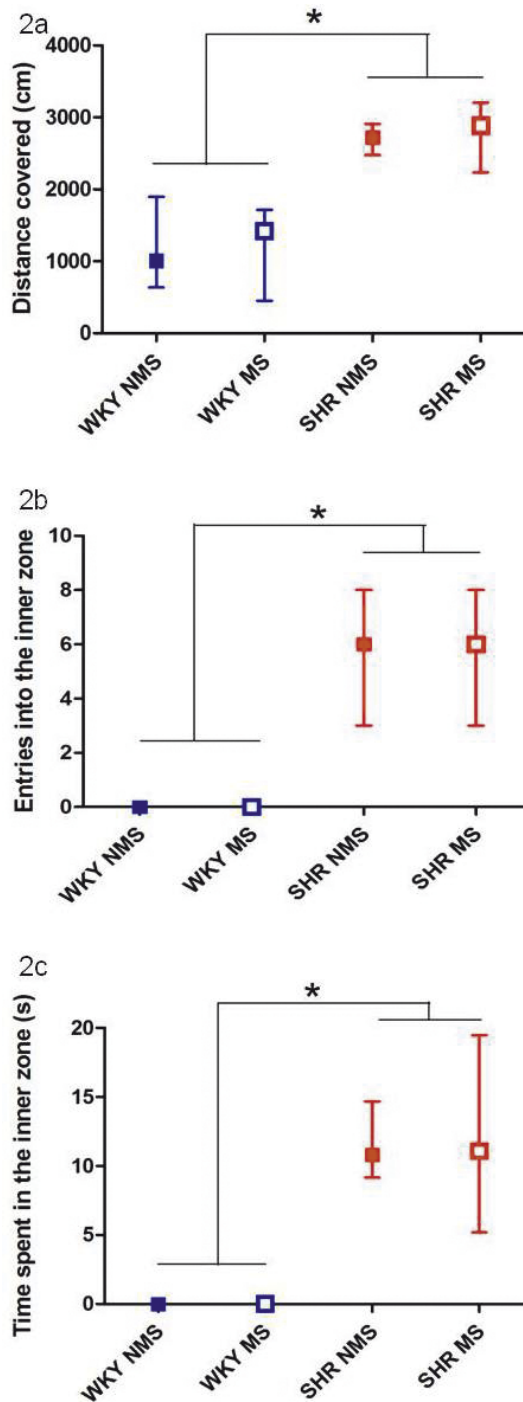 2a
*
Distance covered (cm)
4000
3000
2000
1000
0
WKY NMS
WKY MS
SHR NMS
SHR MS
2b
*
Entries into the inner zone
10
8
6
4
2
0
WKY NMS
WKY MS
SHR NMS
SHR MS
2c
*
Time spent in the inner zone (s)
20
15
10
5
0
WKY NMS
WKY MS
SHR NMS
SHR MS